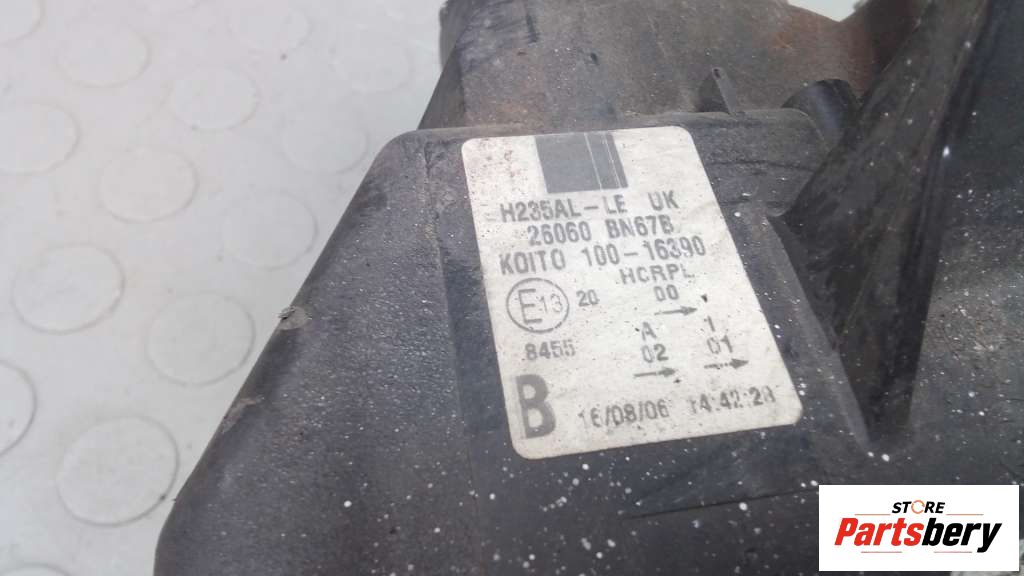 H235AL-LE UK
26060 BN67B
KOITO 100-16390
HCRPL
E13 20 00
8455 A 1
02 01
B 16/08/06 14:42:28
STORE
Partsbery